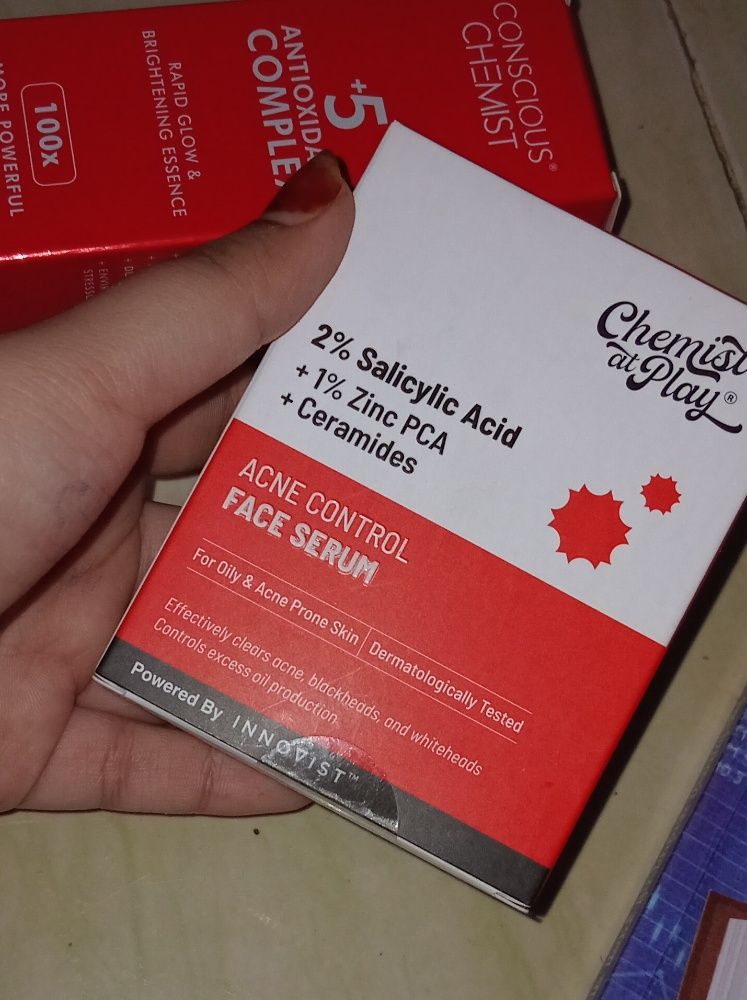 CONSCIOUS®
CHEMIST
+5
ANTIOXIDA
COMPLE
RAPID GLOW &
BRIGHTENING ESSENCE
100x
MORE POWERFUL
Chemist
at Play®
2% Salicylic Acid
+ 1% Zinc PCA
+ Ceramides
ACNE CONTROL
FACE SERUM
For Oily & Acne Prone Skin | Dermatologically Tested
Effectively clears acne, blackheads, and whiteheads
Controls excess oil production
Powered By INNOVIST™